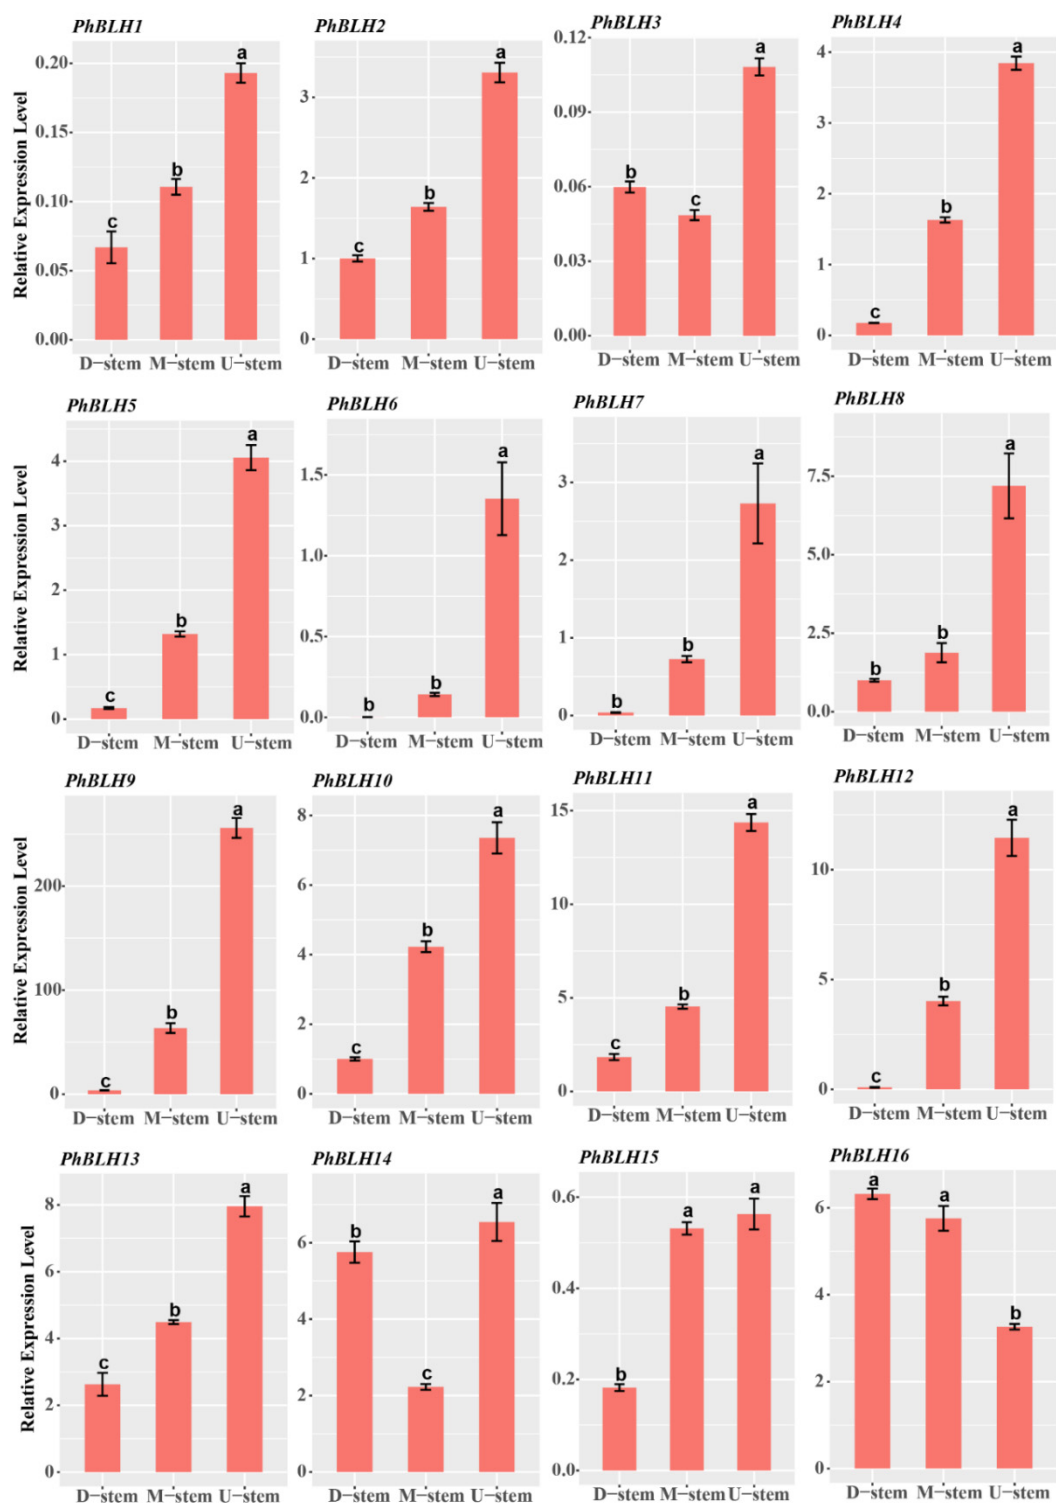 PhBLH1 PhBLH2 PhBLH3 PhBLH4
Relative Expression Level
0.20
0.15
0.10
0.05
0.00
c b a
D-stem M-stem U-stem
3
2
1
0
c b a
D-stem M-stem U-stem
0.12
0.09
0.06
0.03
0.00
b c a
D-stem M-stem U-stem
4
3
2
1
0
c b a
D-stem M-stem U-stem
PhBLH5 PhBLH6 PhBLH7 PhBLH8
Relative Expression Level
4
3
2
1
0
c b a
D-stem M-stem U-stem
1.5
1.0
0.5
0.0
b b a
D-stem M-stem U-stem
3
2
1
0
b b a
D-stem M-stem U-stem
7.5
5.0
2.5
0.0
b b a
D-stem M-stem U-stem
PhBLH9 PhBLH10 PhBLH11 PhBLH12
Relative Expression Level
200
100
0
c b a
D-stem M-stem U-stem
8
6
4
2
0
c b a
D-stem M-stem U-stem
15
10
5
0
c b a
D-stem M-stem U-stem
10
5
0
c b a
D-stem M-stem U-stem
PhBLH13 PhBLH14 PhBLH15 PhBLH16
Relative Expression Level
8
6
4
2
0
c b a
D-stem M-stem U-stem
6
4
2
0
b c a
D-stem M-stem U-stem
0.6
0.4
0.2
0.0
b a a
D-stem M-stem U-stem
6
4
2
0
a a b
D-stem M-stem U-stem